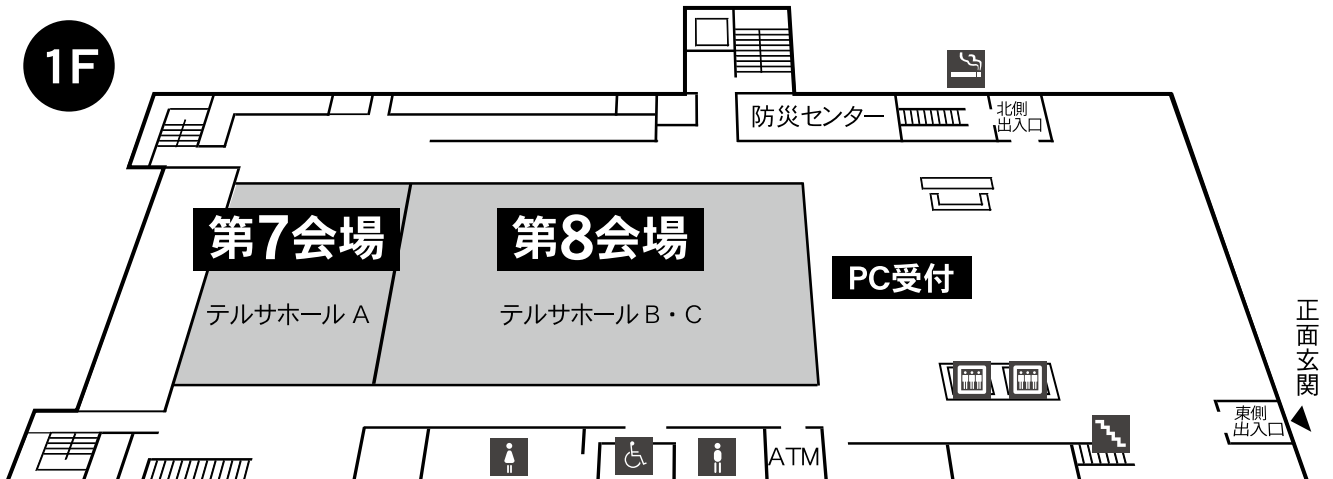 1F
防災センター
北側
出入口
第7会場
第8会場
テルサホール A
テルサホール B・C
PC受付
正面玄関
東側
出入口
ATM